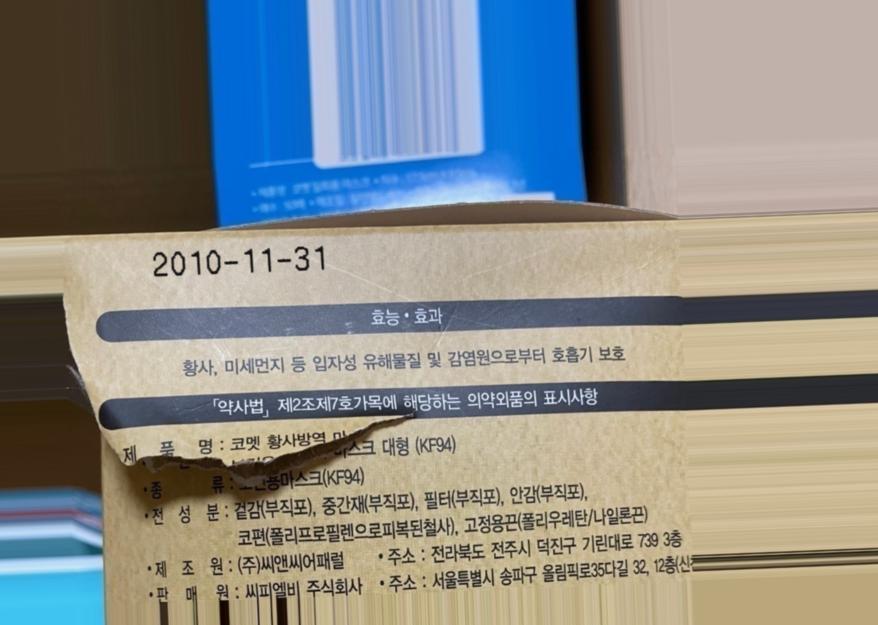 2010-11-31
효능•효과
황사, 미세먼지 등 입자성 유해물질 및 감염원으로부터 호흡기 보호
「약사법」 제2조제7호가목에 해당하는 의약외품의 표시사항
제 품 명 : 코멧 황사방역 마스크 대형 (KF94)
•종 류 : 마스크(KF94)
•전 성 분 : 겉감(부직포), 중간재(부직포), 필터(부직포), 안감(부직포),
코편(폴리프로필렌으로피복된철사), 고정용끈(폴리우레탄/나일론끈)
•제 조 원 : (주)씨앤씨어패럴 •주소 : 전라북도 전주시 덕진구 기린대로 739 3층
•판 매 원 : 씨피엘비 주식회사 •주소 : 서울특별시 송파구 올림픽로35다길 32, 12층